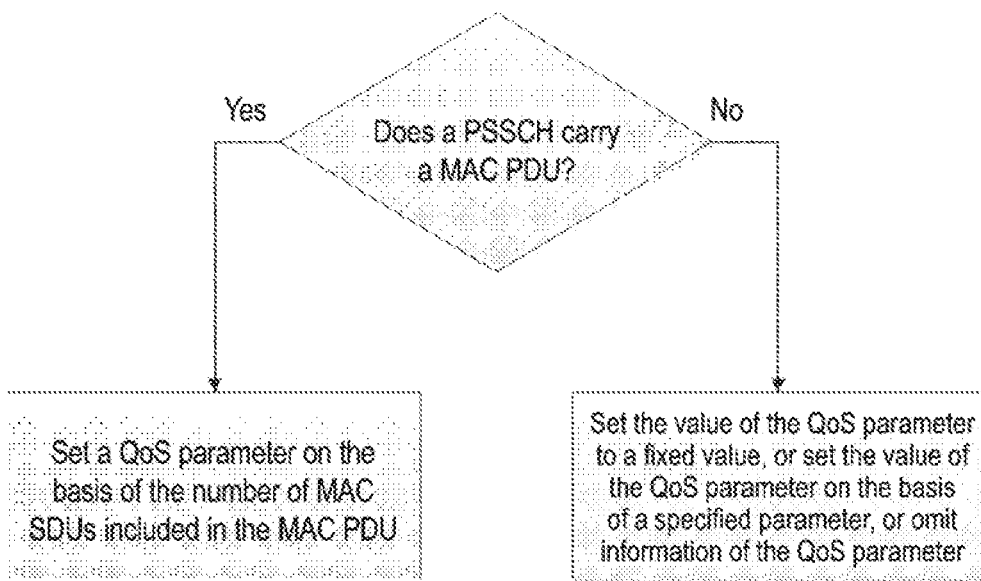 Yes
Does a PSSCH carry
a MAC PDU?
No
Set a QoS parameter on the
basis of the number of MAC
SDUs included in the MAC PDU
Set the value of the QoS parameter
to a fixed value, or set the value of
the QoS parameter on the basis
of a specified parameter, or omit
information of the QoS parameter